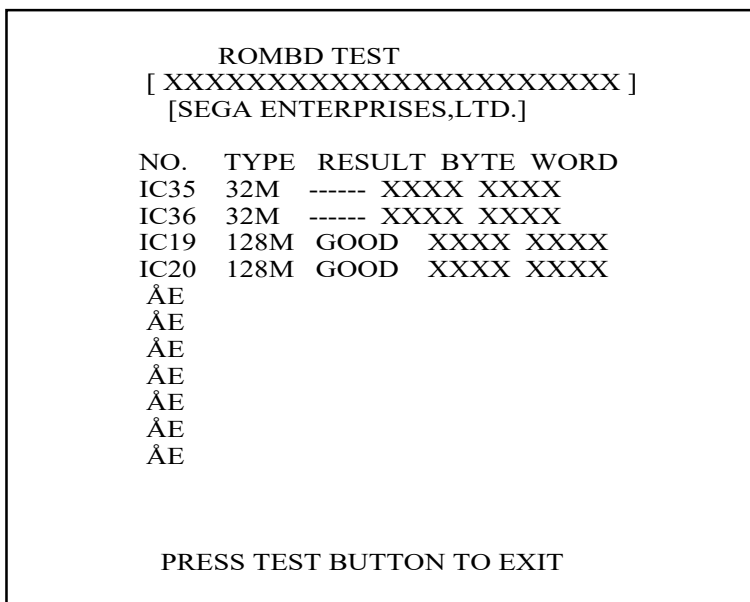 ROMBD TEST
[ XXXXXXXXXXXXXXXXXXXXXX ]
[SEGA ENTERPRISES,LTD.]
NO. TYPE RESULT BYTE WORD
IC35 32M ------ XXXX XXXX
IC36 32M ------ XXXX XXXX
IC19 128M GOOD XXXX XXXX
IC20 128M GOOD XXXX XXXX
ÅE
ÅE
ÅE
ÅE
ÅE
ÅE
ÅE
PRESS TEST BUTTON TO EXIT